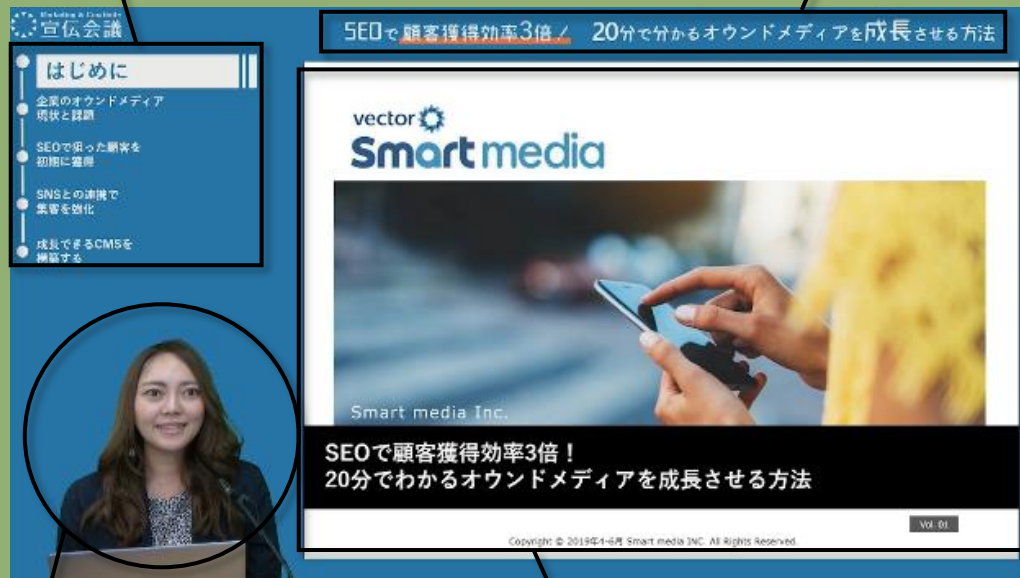 Marketing & Creativity
宣伝会議
SEOで顧客獲得効率3倍！ 20分で分かるオウンドメディアを成長させる方法
はじめに
企業のオウンドメディア
現状と課題
SEOで狙った顧客を
初期に獲得
SNSとの連携で
集客を強化
成長できるCMSを
構築する
vector
Smart media
Smart media Inc.
SEOで顧客獲得効率3倍！
20分でわかるオウンドメディアを成長させる方法
Vol. 01
Copyright © 2019年4-6月 Smart media INC. All Rights Reserved.